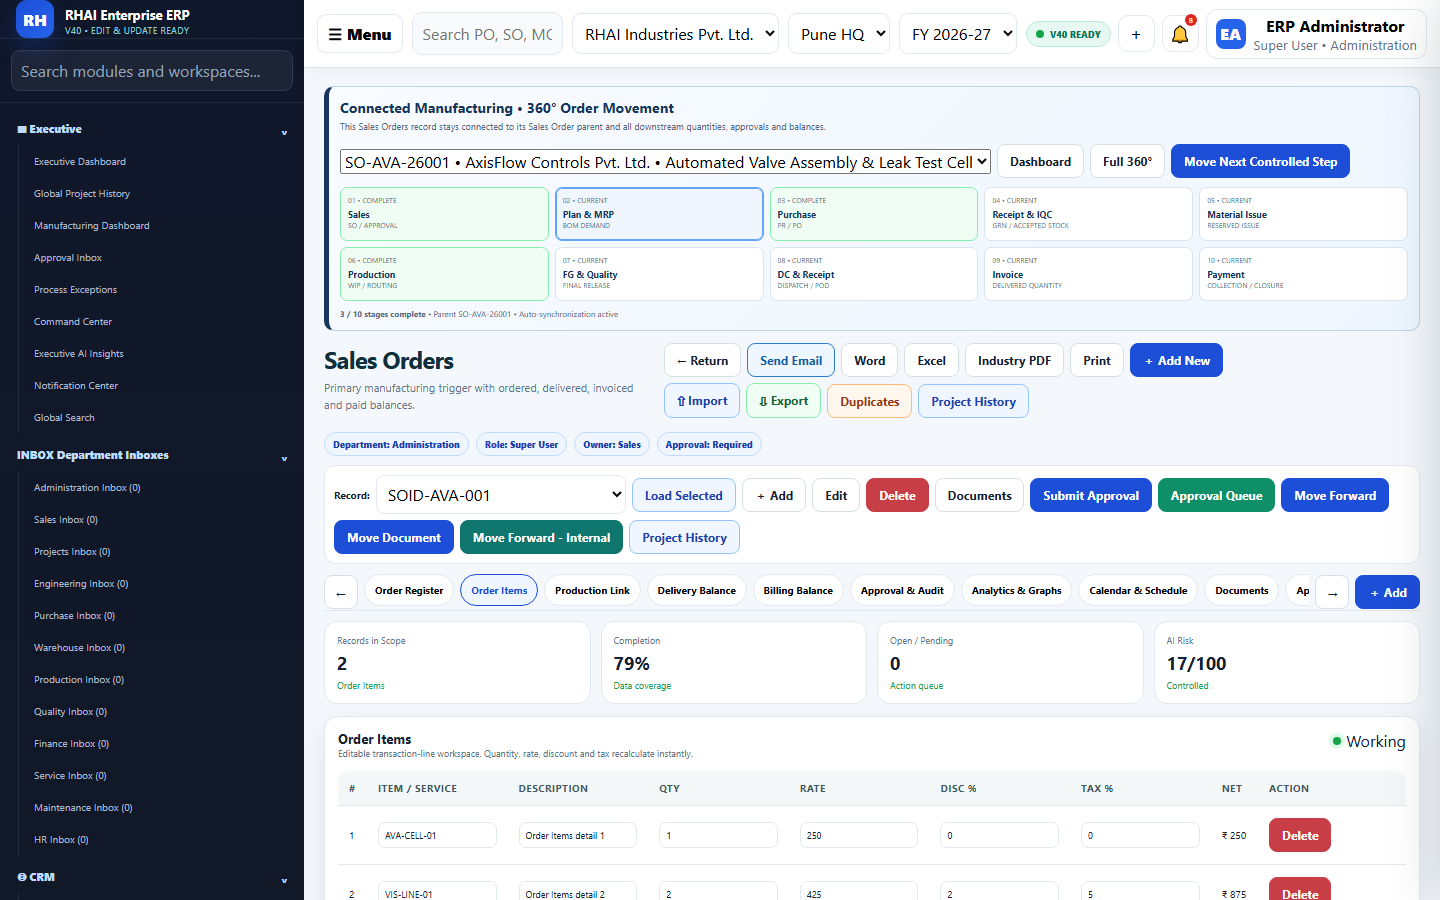 RH
RHAI Enterprise ERP
V40 • EDIT & UPDATE READY
Search modules and workspaces...
Executive
Executive Dashboard
Global Project History
Manufacturing Dashboard
Approval Inbox
Process Exceptions
Command Center
Executive AI Insights
Notification Center
Global Search
INBOX Department Inboxes
Administration Inbox (0)
Sales Inbox (0)
Projects Inbox (0)
Engineering Inbox (0)
Purchase Inbox (0)
Warehouse Inbox (0)
Production Inbox (0)
Quality Inbox (0)
Finance Inbox (0)
Service Inbox (0)
Maintenance Inbox (0)
HR Inbox (0)
CRM
☰ Menu
Search PO, SO, MC
RHAI Industries Pvt. Ltd.
Pune HQ
FY 2026-27
V40 READY
+
8
EA
ERP Administrator
Super User • Administration
Connected Manufacturing • 360° Order Movement
This Sales Orders record stays connected to its Sales Order parent and all downstream quantities, approvals and balances.
SO-AVA-26001 • AxisFlow Controls Pvt. Ltd. • Automated Valve Assembly & Leak Test Cell
Dashboard
Full 360°
Move Next Controlled Step
01 • COMPLETE
Sales
SO / APPROVAL
02 • CURRENT
Plan & MRP
BOM DEMAND
03 • COMPLETE
Purchase
PR / PO
04 • CURRENT
Receipt & IQC
GRN / ACCEPTED STOCK
05 • CURRENT
Material Issue
RESERVED ISSUE
06 • COMPLETE
Production
WIP / ROUTING
07 • CURRENT
FG & Quality
FINAL RELEASE
08 • CURRENT
DC & Receipt
DISPATCH / POD
09 • CURRENT
Invoice
DELIVERED QUANTITY
10 • CURRENT
Payment
COLLECTION / CLOSURE
3 / 10 stages complete • Parent SO-AVA-26001 • Auto-synchronization active
Sales Orders
Primary manufacturing trigger with ordered, delivered, invoiced
and paid balances.
← Return
Send Email
Word
Excel
Industry PDF
Print
+ Add New
⇧ Import
⇩ Export
Duplicates
Project History
Department: Administration
Role: Super User
Owner: Sales
Approval: Required
Record:
SOID-AVA-001
Load Selected
+ Add
Edit
Delete
Documents
Submit Approval
Approval Queue
Move Forward
Move Document
Move Forward - Internal
Project History
←
Order Register
Order Items
Production Link
Delivery Balance
Billing Balance
Approval & Audit
Analytics & Graphs
Calendar & Schedule
Documents
Ap
→
+ Add
Records in Scope
2
Order Items
Completion
79%
Data coverage
Open / Pending
0
Action queue
AI Risk
17/100
Controlled
Order Items
Editable transaction-line workspace. Quantity, rate, discount and tax recalculate instantly.
Working
# ITEM / SERVICE DESCRIPTION QTY RATE DISC % TAX % NET ACTION
1 AVA-CELL-01 Order Items detail 1 1 250 0 0 ₹ 250 Delete
2 VIS-LINE-01 Order Items detail 2 2 425 2 5 ₹ 875 Delete